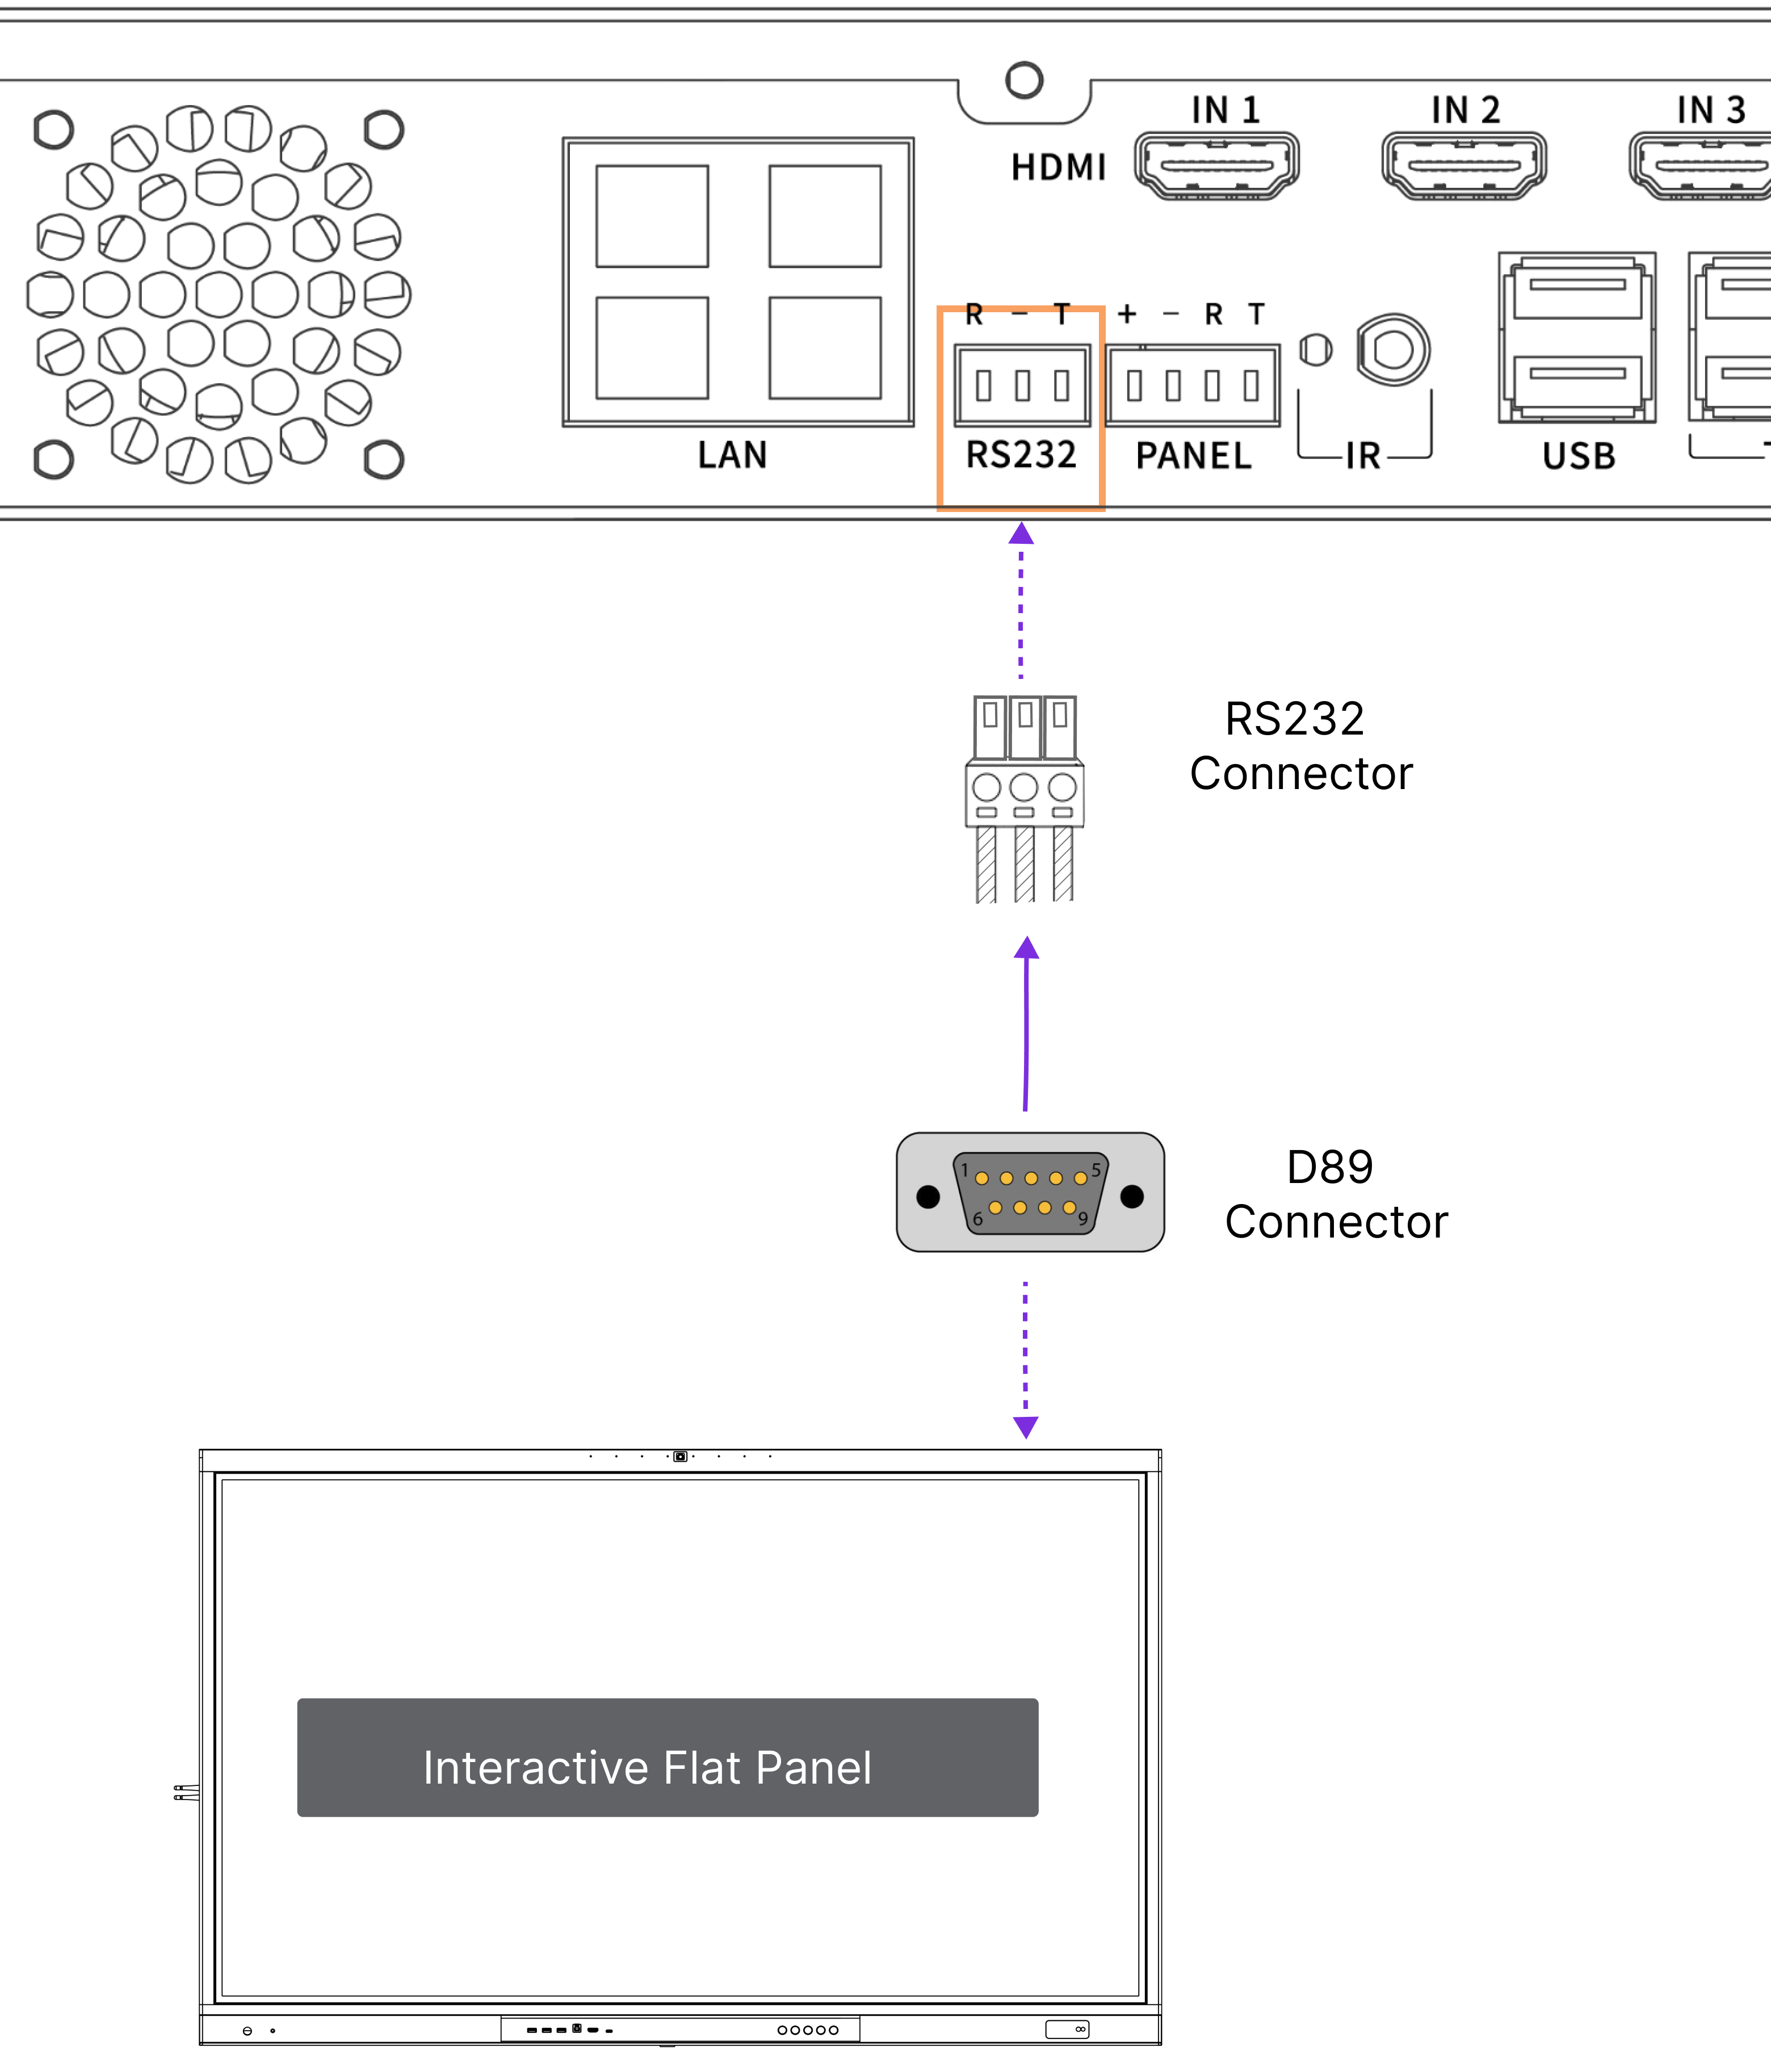 IN 1
IN 2
IN 3
HDMI
R - T
+ - R T
LAN
RS232
PANEL
IR
USB
RS232
Connector
1
5
6
9
D89
Connector
Interactive Flat Panel